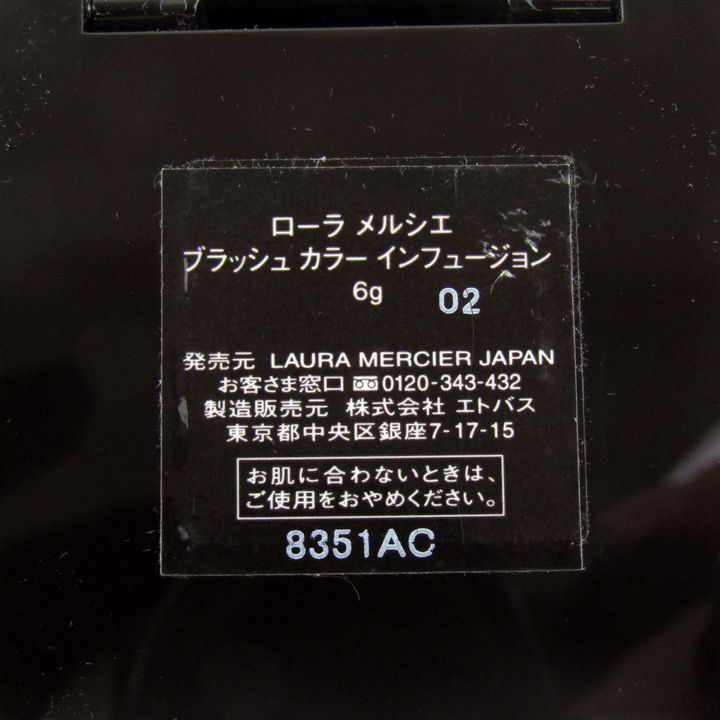 ローラ メルシエ
ブラッシュ カラー インフュージョン
6g 02
発売元 LAURA MERCIER JAPAN
お客さま窓口 0120-343-432
製造販売元 株式会社 エトバス
東京都中央区銀座7-17-15
お肌に合わないときは、
ご使用をおやめください。
8351AC